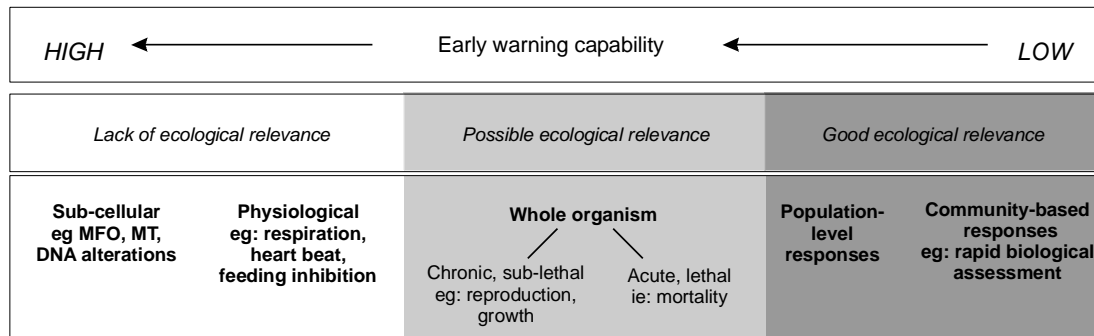 HIGH
Early warning capability
LOW
Lack of ecological relevance
Possible ecological relevance
Good ecological relevance
Sub-cellular
eg MFO, MT,
DNA alterations
Physiological
eg: respiration,
heart beat,
feeding inhibition
Whole organism
Chronic, sub-lethal
eg: reproduction,
growth
Acute, lethal
ie: mortality
Population-
level
responses
Community-based
responses
eg: rapid biological
assessment